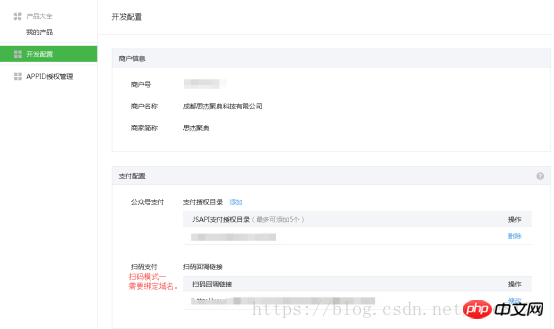 产品大全
我的产品
开发配置
APPID授权管理
开发配置
商户信息
商户号
商户名称 成都思杰聚典科技有限公司
商家简称 思杰聚典
支付配置
公众号支付 支付授权目录 添加
JSAPI支付授权目录（最多可添加5个） 操作
删除
扫码支付 扫码回调链接
扫码模式一
需要绑定域名。
扫码回调链接 操作
修改
https://blog.csdn.net
php中文网